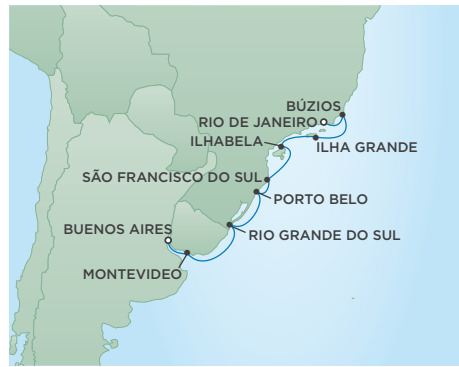 BÚZIOS
RIO DE JANEIRO
ILHABELA
ILHA GRANDE
SÃO FRANCISCO DO SUL
PORTO BELO
BUENOS AIRES
RIO GRANDE DO SUL
MONTEVIDEO